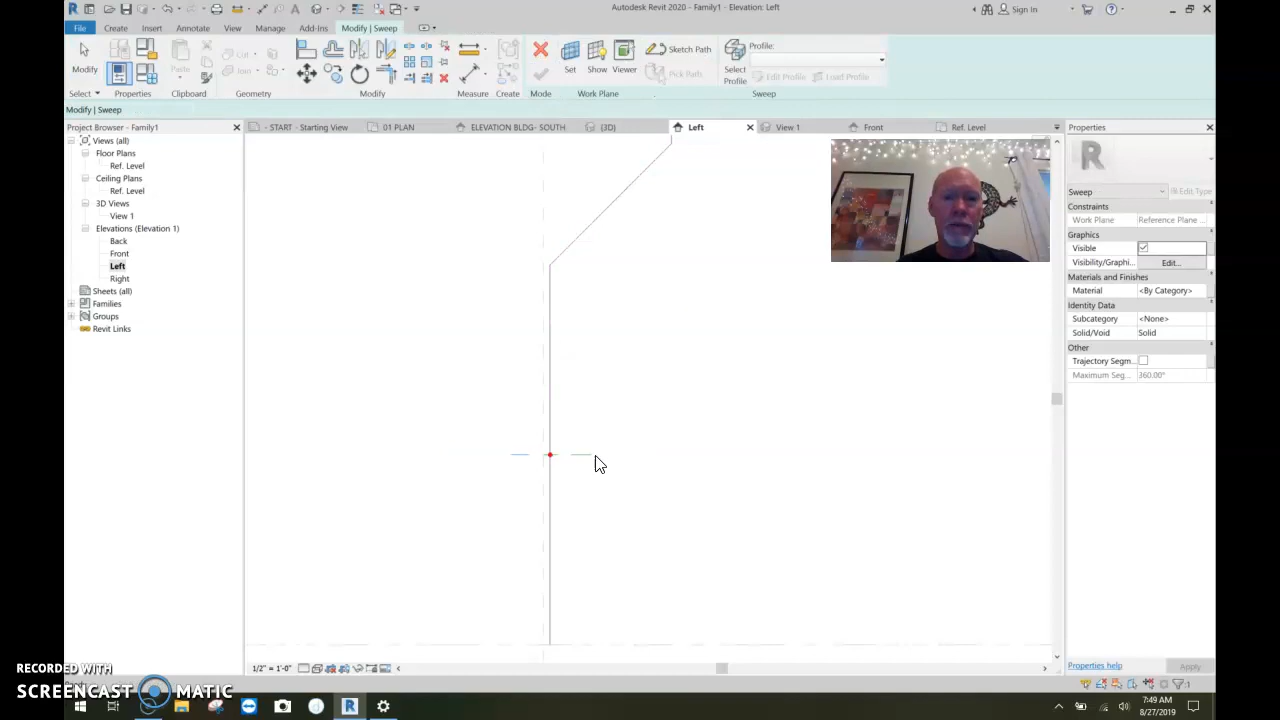 Autodesk Revit 2020 - Family1 - Elevation: Left
Sign In
File Create Insert Annotate View Manage Add-Ins Modify | Sweep
Modify
Paste
Cut
Join
Set Show Viewer
Sketch Path
Pick Path
Select Profile
Profile:
Edit Profile Load Profile
Select Properties Clipboard Geometry Modify Measure Create Mode Work Plane Sweep
Modify | Sweep
Project Browser - Family1
- START - Starting View 01 PLAN ELEVATION BLDG- SOUTH {3D} Left View 1 Front Ref. Level
Properties
Views (all)
Floor Plans
Ref. Level
Ceiling Plans
Ref. Level
3D Views
View 1
Elevations (Elevation 1)
Back
Front
Left
Right
Sheets (all)
Families
Groups
Revit Links
Sweep Edit Type
Constraints
Work Plane Reference Plane ...
Graphics
Visible
Visibility/Graphi... Edit...
Materials and Finishes
Material <By Category>
Identity Data
Subcategory <None>
Solid/Void Solid
Other
Trajectory Segm...
Maximum Seg... 360.00°
1/2" = 1'-0"
Properties help Apply
:1
RECORDED WITH
SCREENCAST MATIC
7:49 AM
8/27/2019